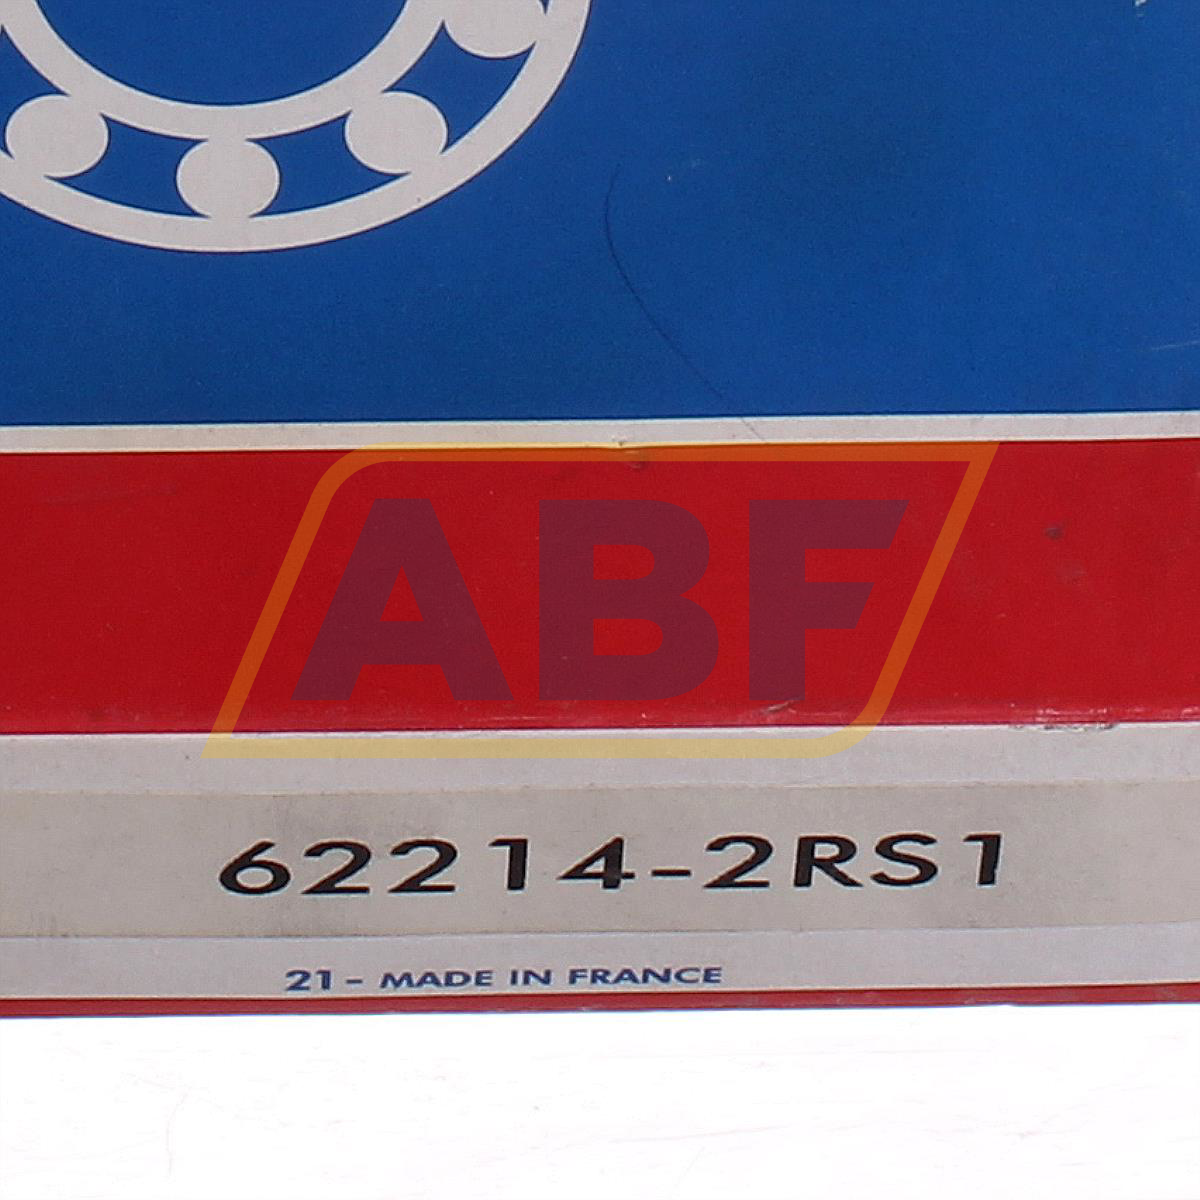 ABF
62214-2RS1
21 - MADE IN FRANCE